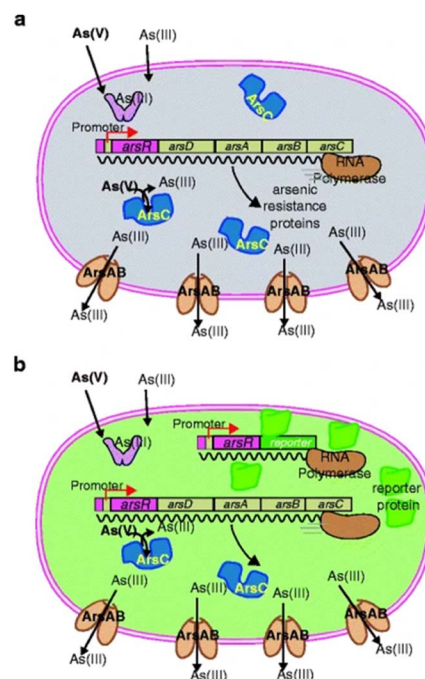 a
As(V)
As(III)
As(III)
ArsC
Promoter
arsR arsD arsA arsB arsC
RNA
Polymerase
As(V) As(III)
ArsC
arsenic
resistance
proteins
ArsC
As(III) As(III) As(III) As(III)
ArsAB ArsAB ArsAB ArsAB
As(III) As(III) As(III) As(III)
b
As(V)
As(III)
As(III)
Promoter
arsR reporter
RNA
Polymerase
Promoter
arsR arsD arsA arsB arsC
reporter
protein
As(V) As(III)
ArsC
ArsC
As(III) As(III) As(III) As(III)
ArsAB ArsAB ArsAB ArsAB
As(III) As(III) As(III) As(III)